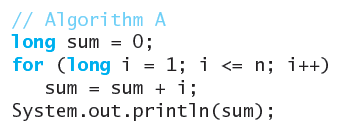 // Algorithm A
long sum = 0;
for (long i = 1; i <= n; i++)
   sum = sum + i;
System.out.println(sum);